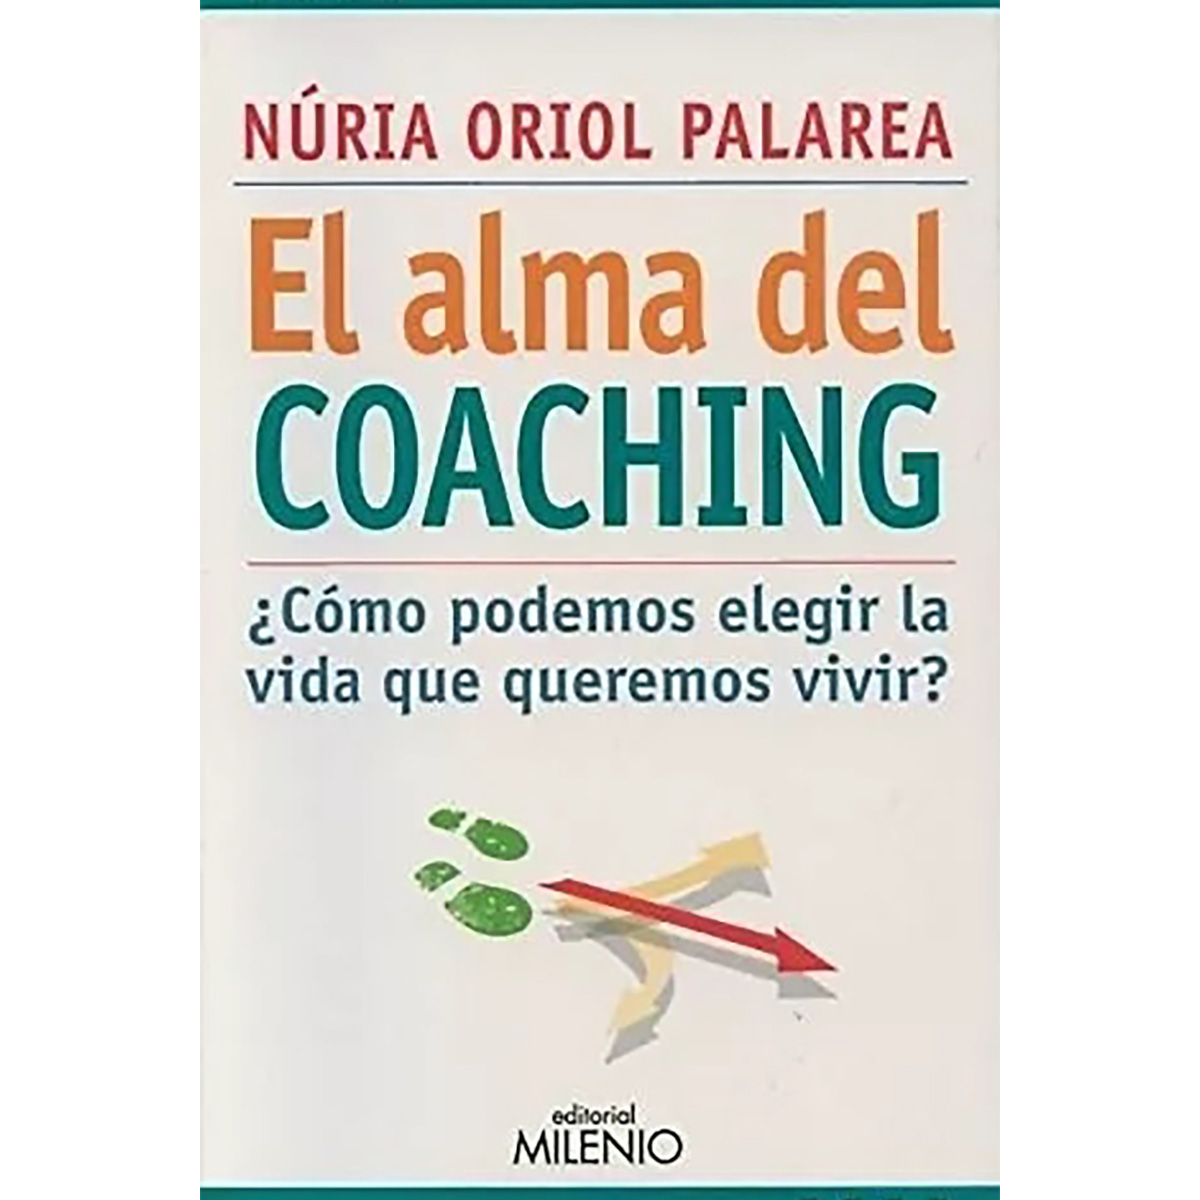 NÚRIA ORIOL PALAREA
El alma del
COACHING
¿Cómo podemos elegir la
vida que queremos vivir?
editorial
MILENIO